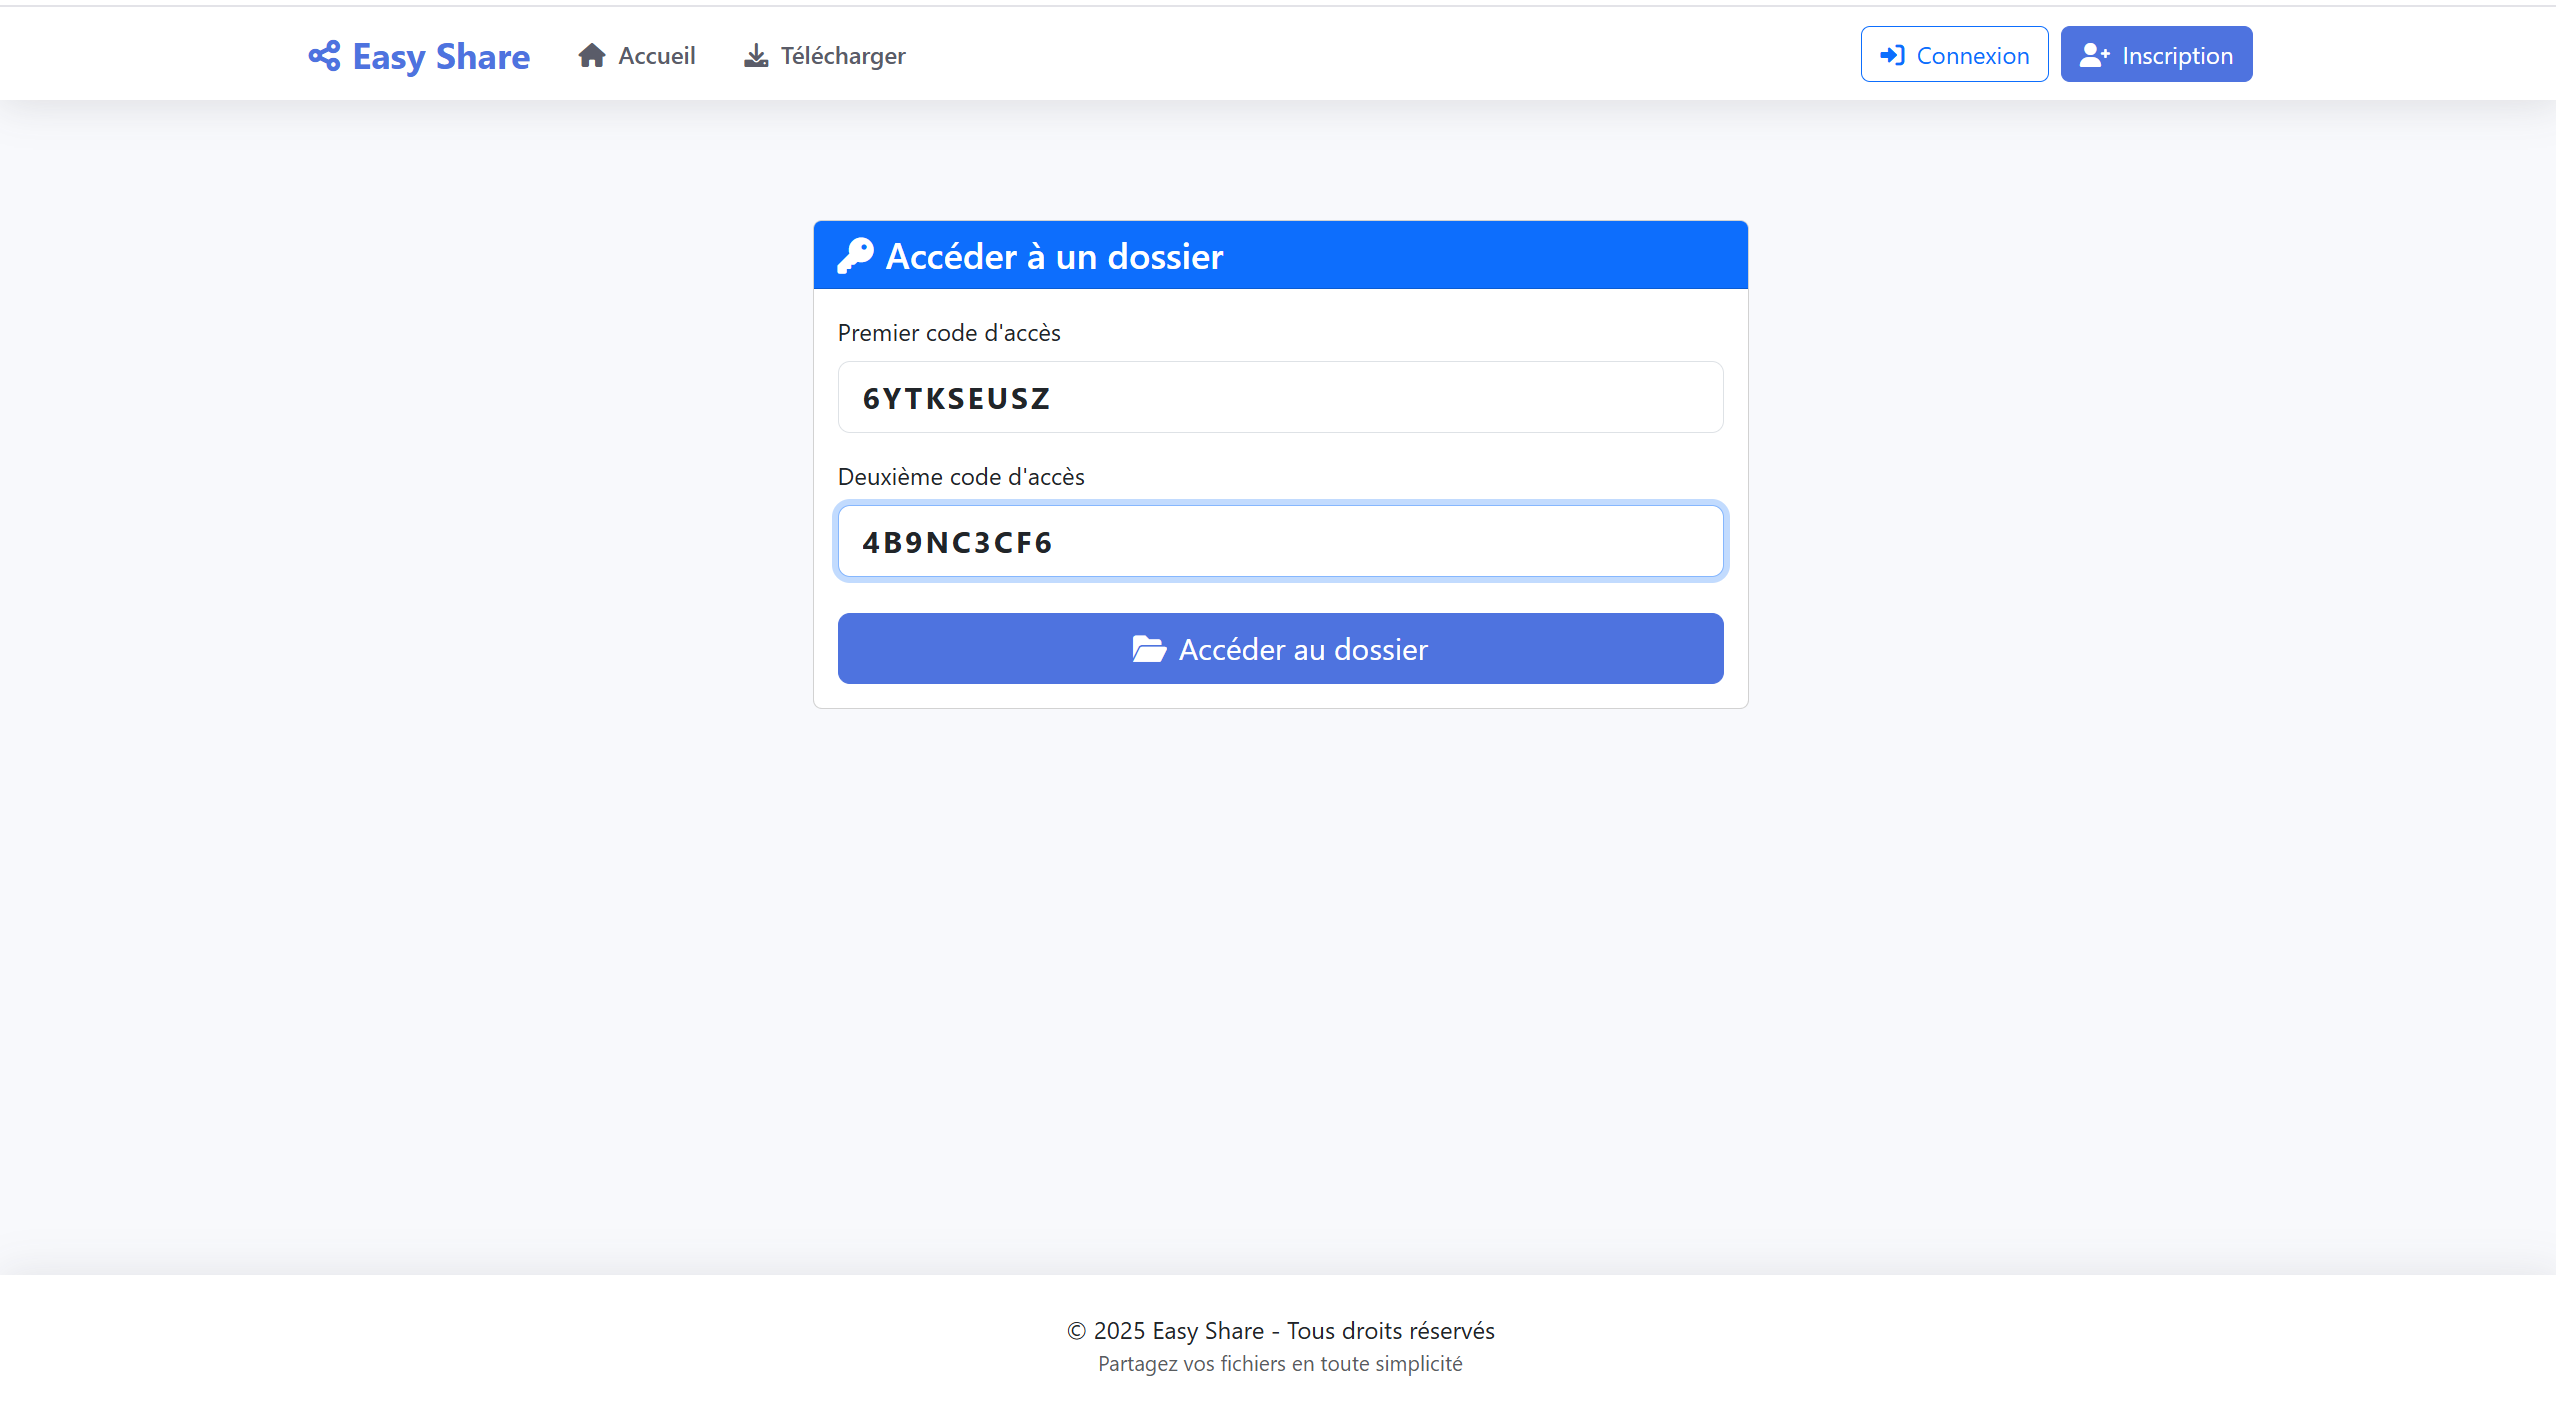 Easy Share
Accueil
Télécharger
Connexion
Inscription
Accéder à un dossier
Premier code d'accès
6YTKSEUSZ
Deuxième code d'accès
4B9NC3CF6
Accéder au dossier
© 2025 Easy Share - Tous droits réservés
Partagez vos fichiers en toute simplicité